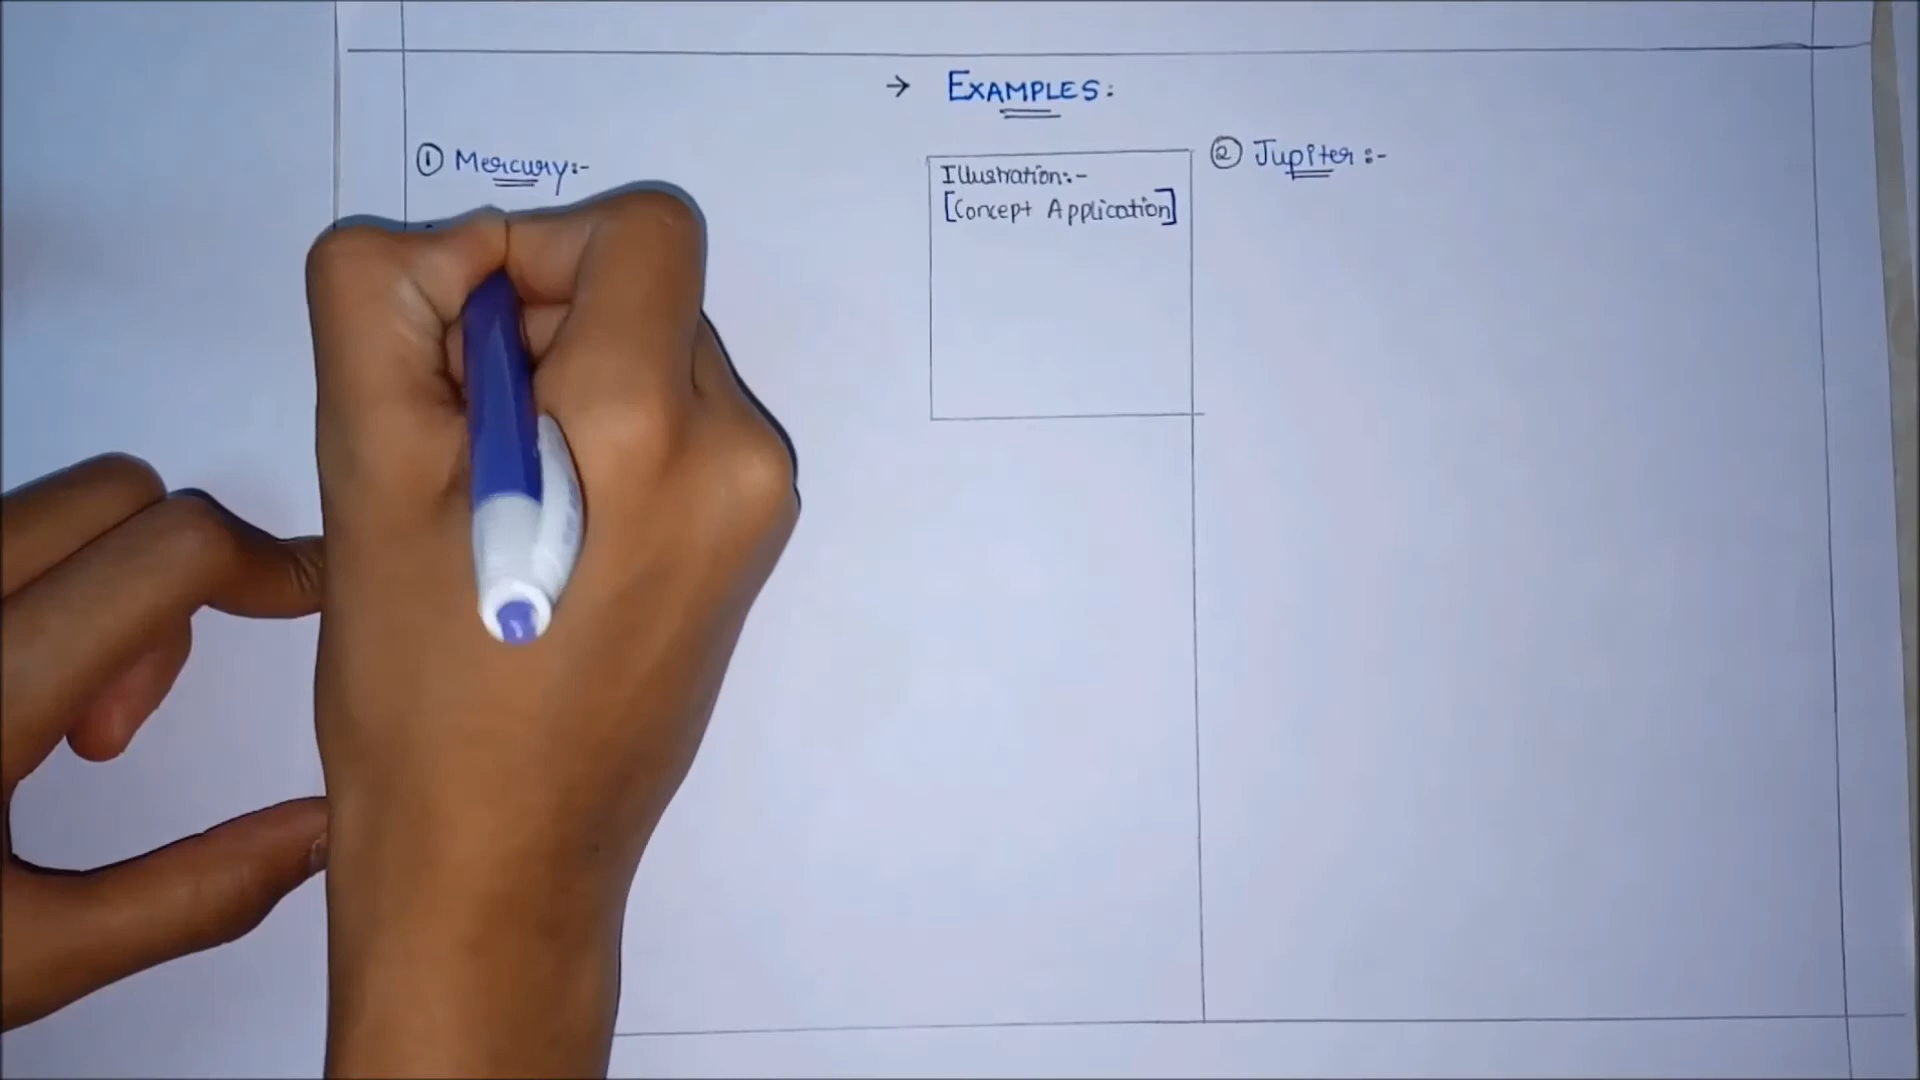 → EXAMPLES:
① Mercury:-
Illustration:-
[Concept Application]
② Jupiter:-